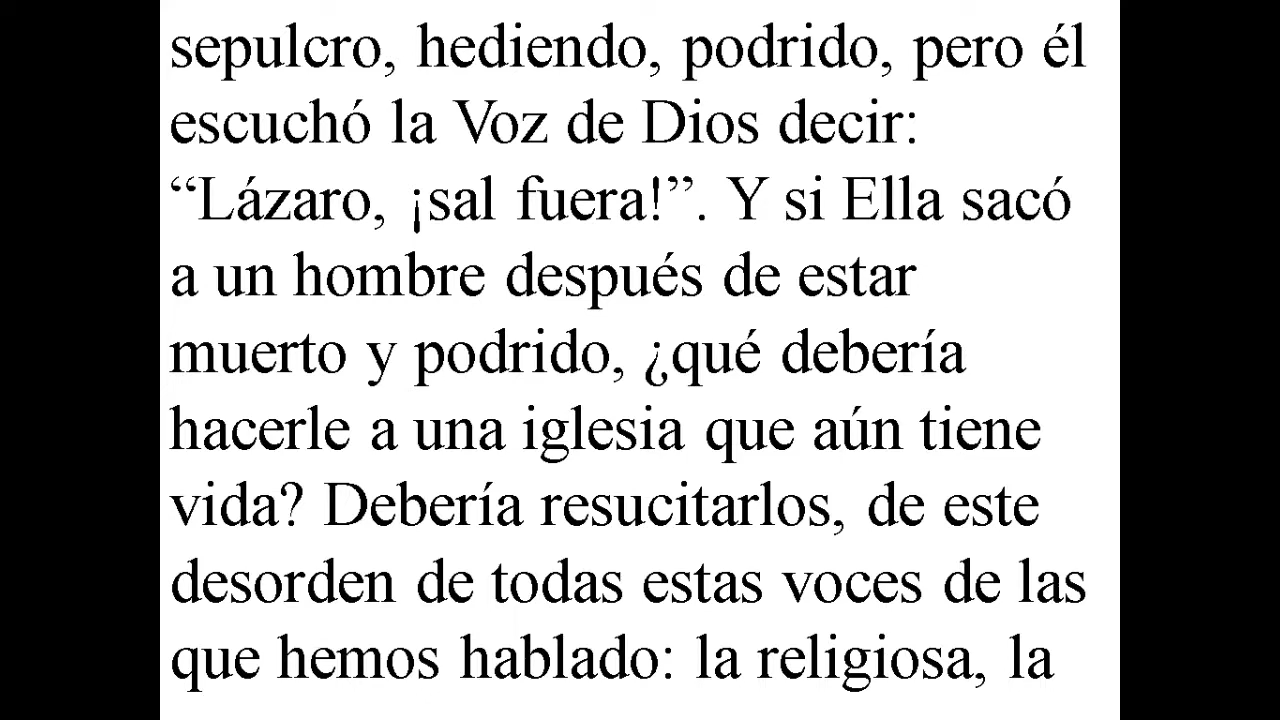 sepulcro, hediendo, podrido, pero él
escuchó la Voz de Dios decir:
“Lázaro, ¡sal fuera!”. Y si Ella sacó
a un hombre después de estar
muerto y podrido, ¿qué debería
hacerle a una iglesia que aún tiene
vida? Debería resucitarlos, de este
desorden de todas estas voces de las
que hemos hablado: la religiosa, la